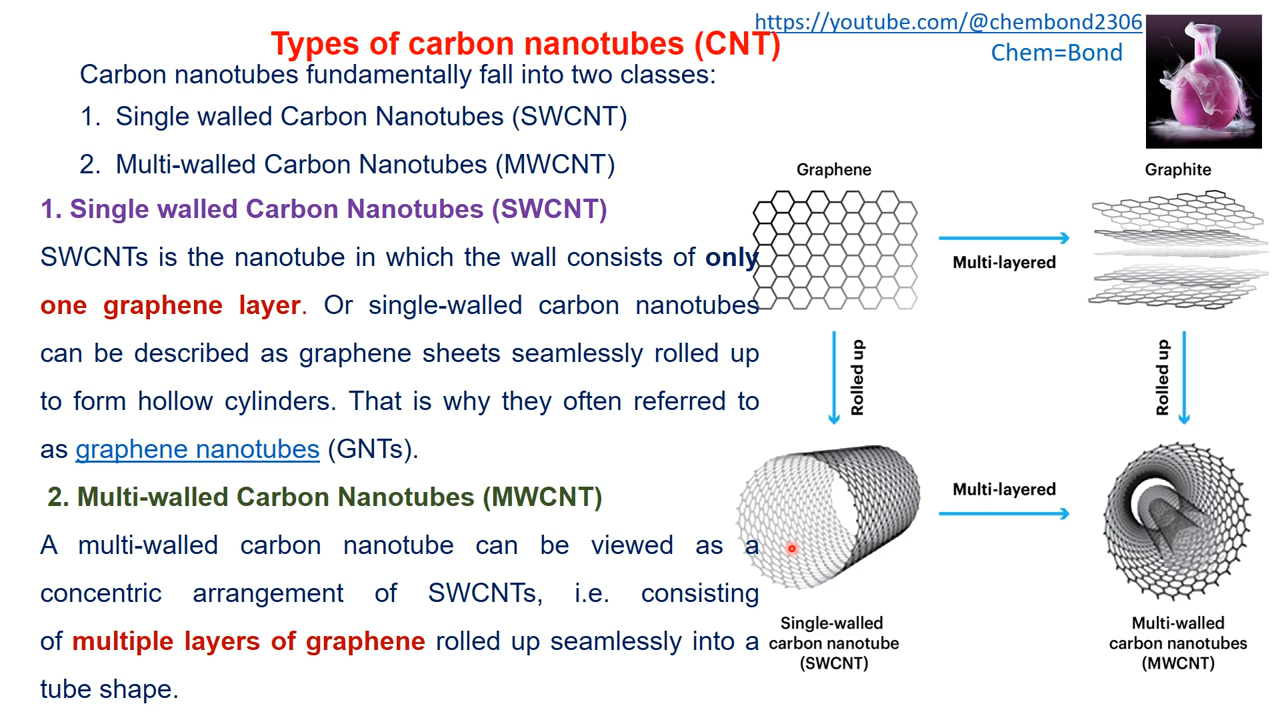 Types of carbon nanotubes (CNT)
https://youtube.com/@chembond2306
Chem=Bond
Carbon nanotubes fundamentally fall into two classes:
1. Single walled Carbon Nanotubes (SWCNT)
2. Multi-walled Carbon Nanotubes (MWCNT)
1. Single walled Carbon Nanotubes (SWCNT)
SWCNTs is the nanotube in which the wall consists of only
one graphene layer. Or single-walled carbon nanotubes
can be described as graphene sheets seamlessly rolled up
to form hollow cylinders. That is why they often referred to
as graphene nanotubes (GNTs).
2. Multi-walled Carbon Nanotubes (MWCNT)
A multi-walled carbon nanotube can be viewed as a
concentric arrangement of SWCNTs, i.e. consisting
of multiple layers of graphene rolled up seamlessly into a
tube shape.
Graphene
Graphite
Multi-layered
Rolled up
Rolled up
Multi-layered
Single-walled
carbon nanotube
(SWCNT)
Multi-walled
carbon nanotubes
(MWCNT)